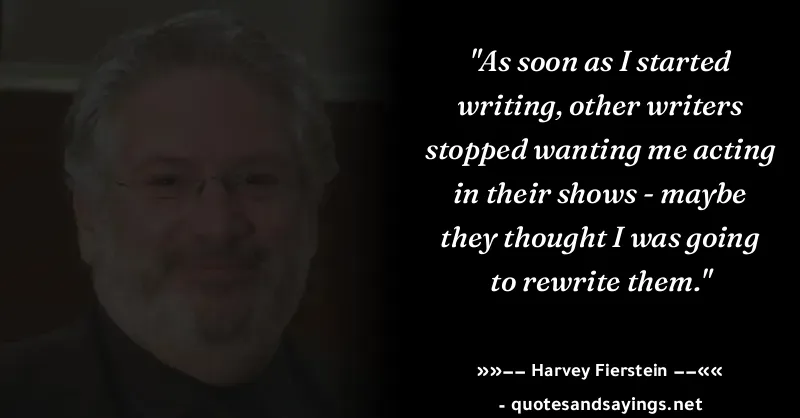 "As soon as I started
writing, other writers
stopped wanting me acting
in their shows - maybe
they thought I was going
to rewrite them."
»»−− Harvey Fierstein −−««
- quotesandsayings.net